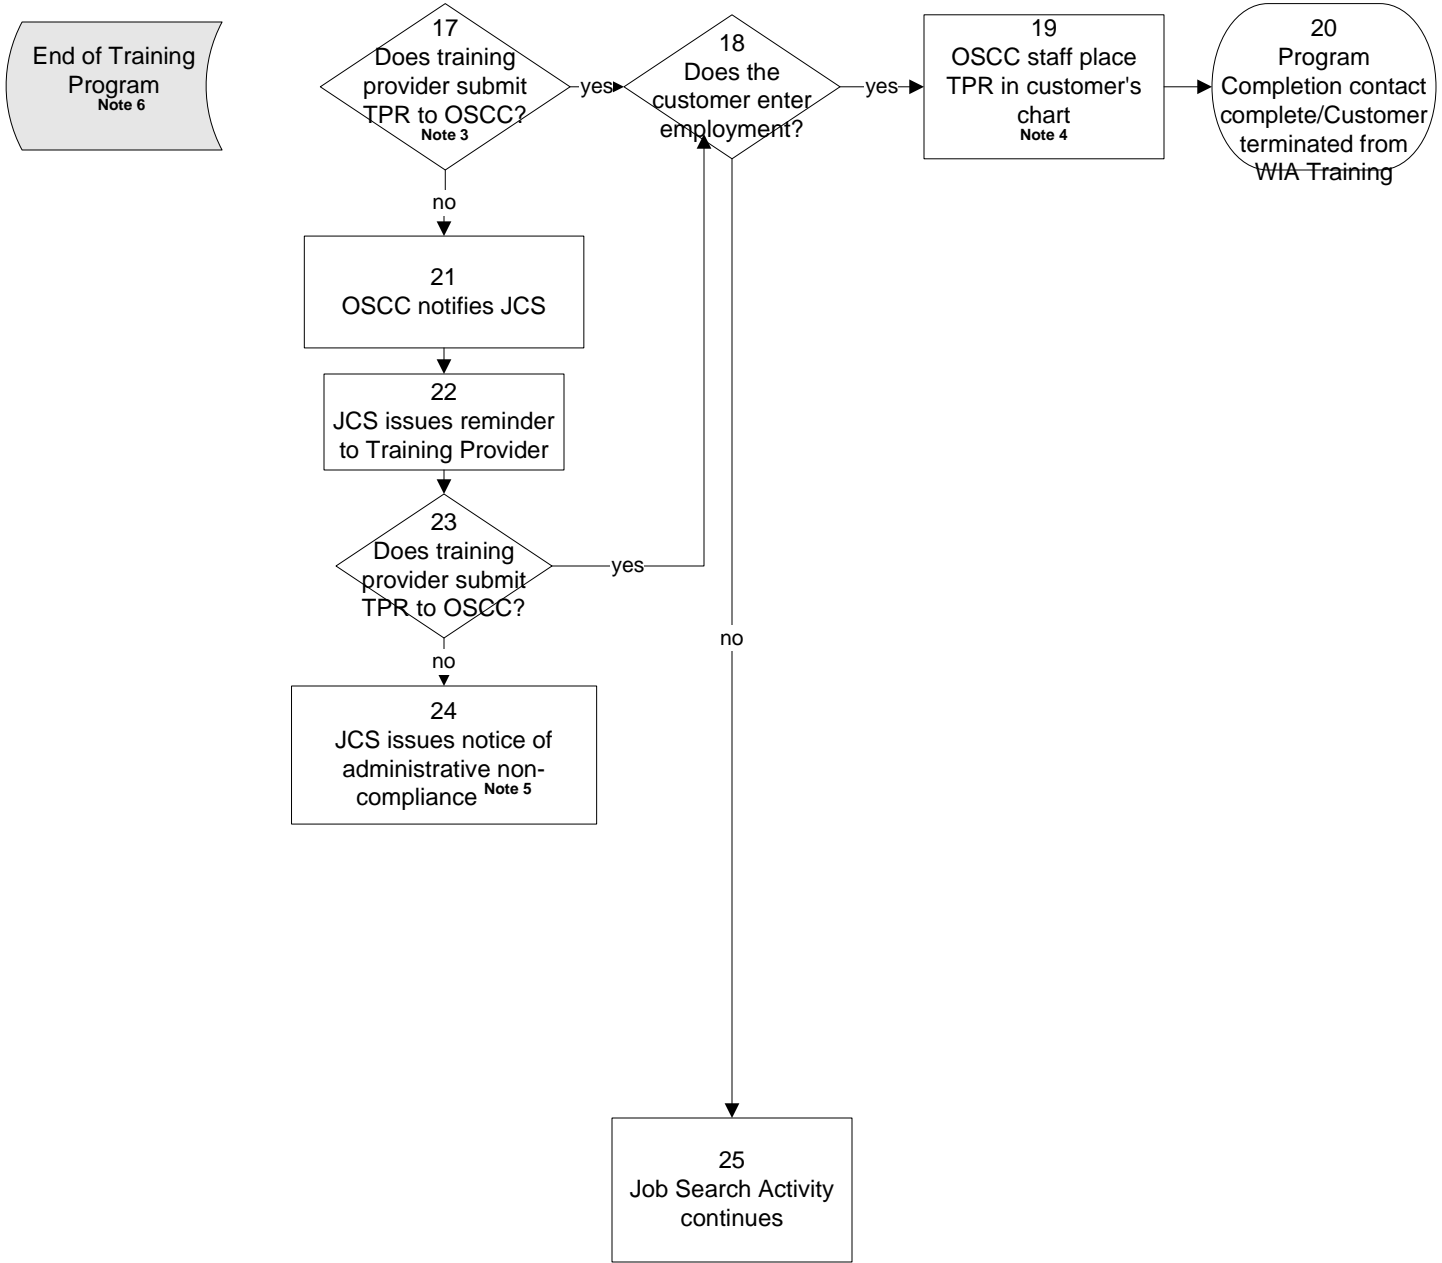 End of Training
Program
Note 6
17
Does training
provider submit
TPR to OSCC?
Note 3
yes
18
Does the
customer enter
employment?
yes
19
OSCC staff place
TPR in customer's
chart
Note 4
20
Program
Completion contact
complete/Customer
terminated from
WIA Training
no
21
OSCC notifies JCS
22
JCS issues reminder
to Training Provider
23
Does training
provider submit
TPR to OSCC?
yes
no
no
24
JCS issues notice of
administrative non-
compliance Note 5
25
Job Search Activity
continues